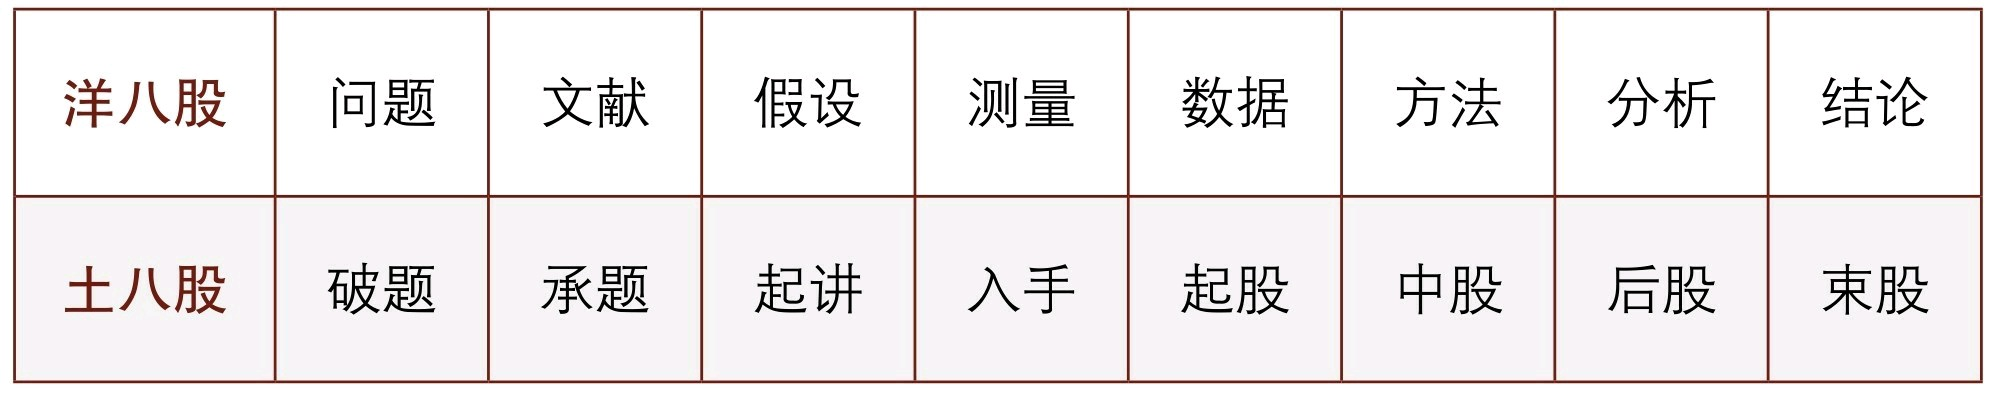 洋八股 问题 文献 假设 测量 数据 方法 分析 结论
土八股 破题 承题 起讲 入手 起股 中股 后股 束股